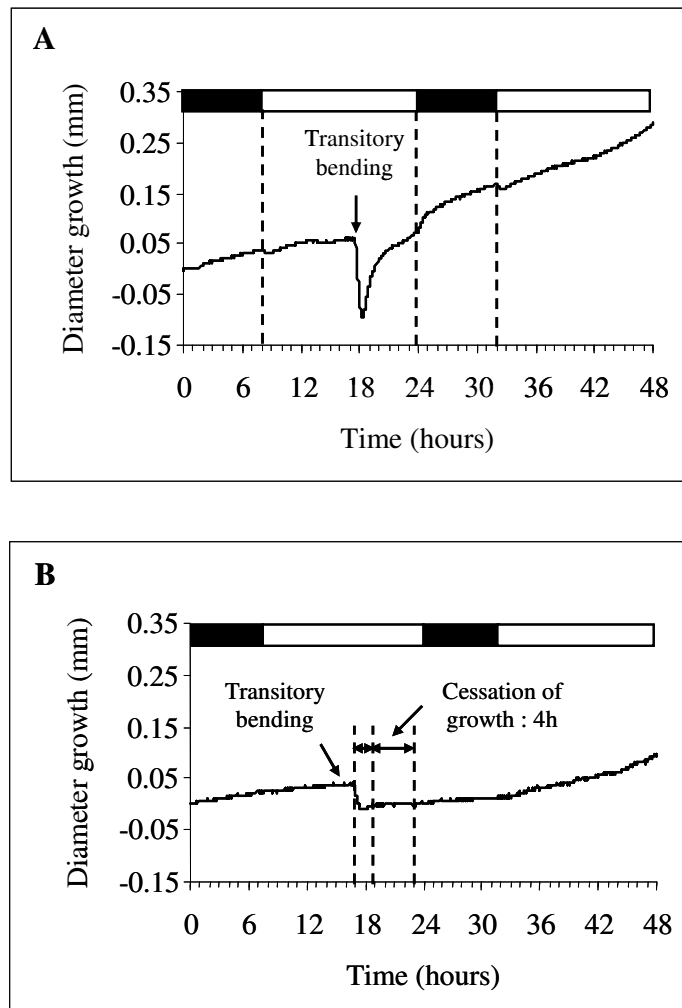 A
0.35
0.25
0.15
0.05
-0.05
-0.15
Diameter growth (mm)
Transitory
bending
0 6 12 18 24 30 36 42 48
Time (hours)
B
0.35
0.25
0.15
0.05
-0.05
-0.15
Diameter growth (mm)
Transitory
bending
Cessation of
growth : 4h
0 6 12 18 24 30 36 42 48
Time (hours)